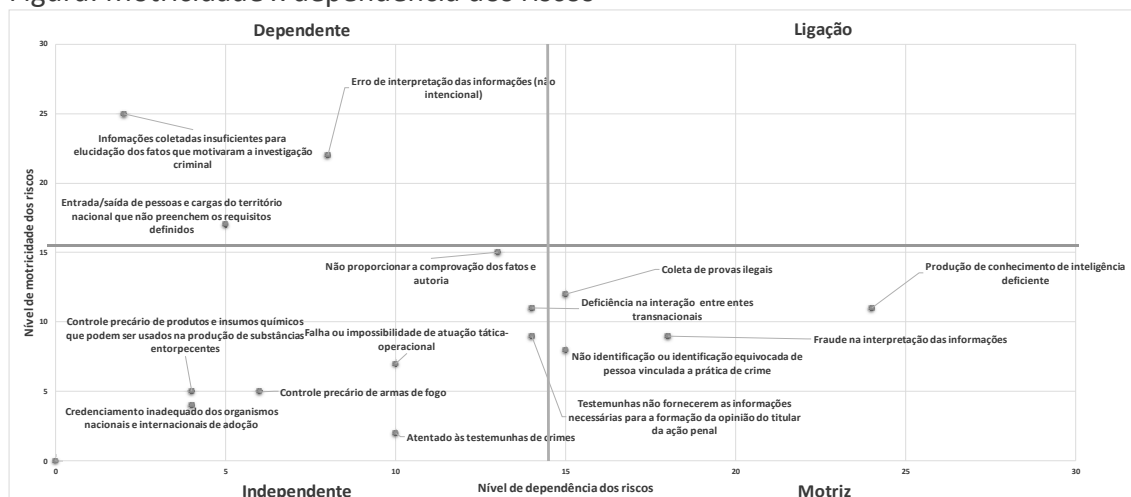 Figura: Motricidade x dependência dos riscos
Dependente
Ligação
30
25
20
15
10
5
0
Nível de motricidade dos riscos
Erro de interpretação das informações (não
intencional)
Infomações coletadas insuficientes para
elucidação dos fatos que motivaram a investigação
criminal
Entrada/saída de pessoas e cargas do território
nacional que não preenchem os requisitos
definidos
Não proporcionar a comprovação dos fatos e
autoria
Coleta de provas ilegais
Produção de conhecimento de inteligência
deficiente
Deficiência na interação entre entes
transnacionais
Controle precário de produtos e insumos químicos
que podem ser usados na produção de substâncias
entorpecentes
Falha ou impossibilidade de atuação tática-
operacional
Fraude na interpretação das informações
Não identificação ou identificação equivocada de
pessoa vinculada a prática de crime
Controle precário de armas de fogo
Testemunhas não fornecerem as informações
necessárias para a formação da opinião do titular
da ação penal
Credenciamento inadequado dos organismos
nacionais e internacionais de adoção
Atentado às testemunhas de crimes
0
5
10
15
20
25
30
Independente
Nível de dependência dos riscos
Motriz